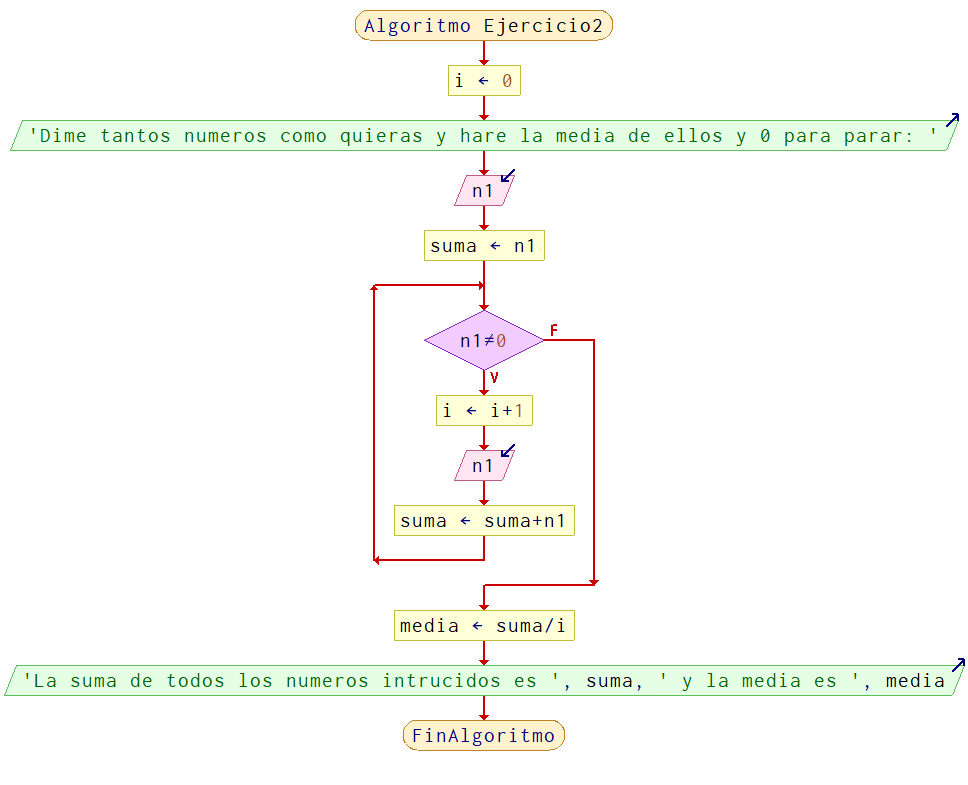 Algoritmo Ejercicio2
i ← 0
'Dime tantos numeros como quieras y hare la media de ellos y 0 para parar: '
n1
suma ← n1
n1≠0
F
V
i ← i+1
n1
suma ← suma+n1
media ← suma/i
'La suma de todos los numeros intrucidos es ', suma, ' y la media es ', media
FinAlgoritmo